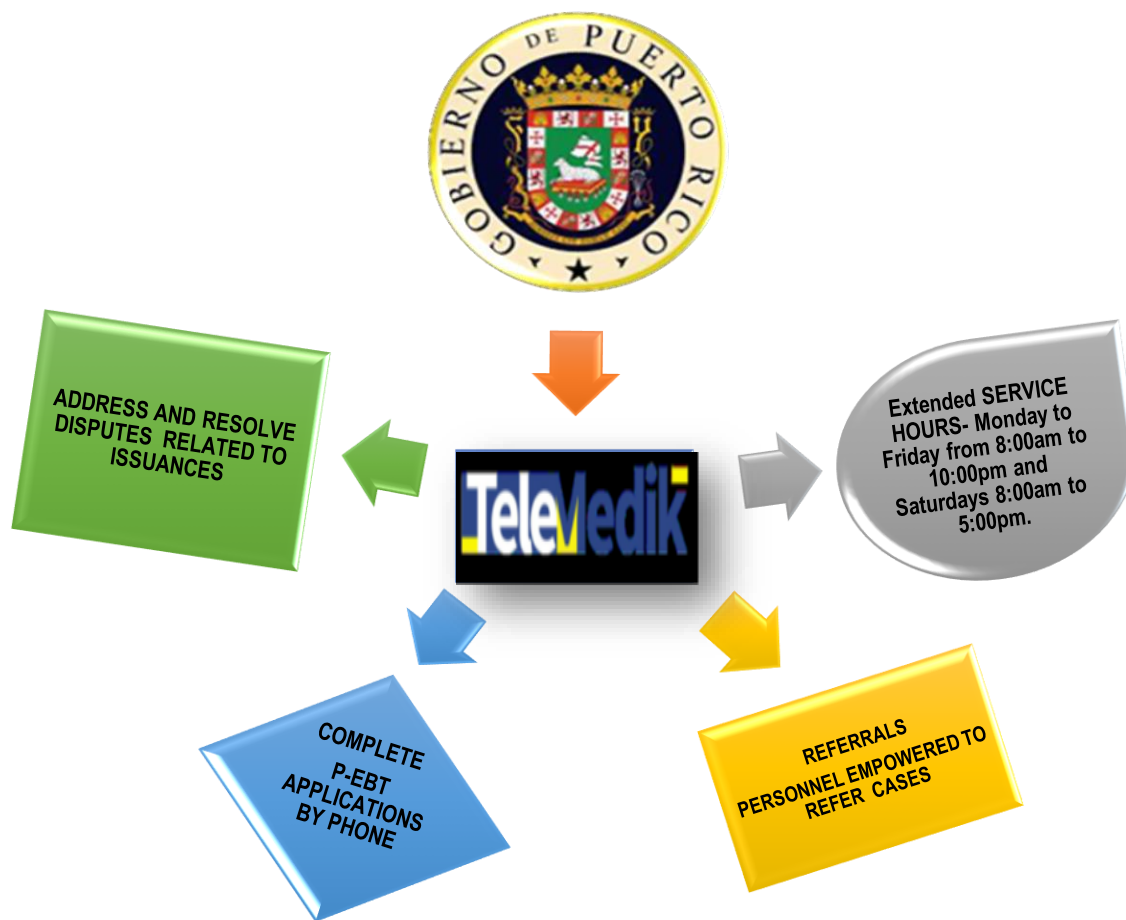 GOBIERNO DE PUERTO RICO
ADDRESS AND RESOLVE
DISPUTES RELATED TO
ISSUANCES
TeleMedik
Extended SERVICE
HOURS- Monday to
Friday from 8:00am to
10:00pm and
Saturdays 8:00am to
5:00pm.
COMPLETE
P-EBT
APPLICATIONS
BY PHONE
REFERRALS
PERSONNEL EMPOWERED TO
REFER CASES